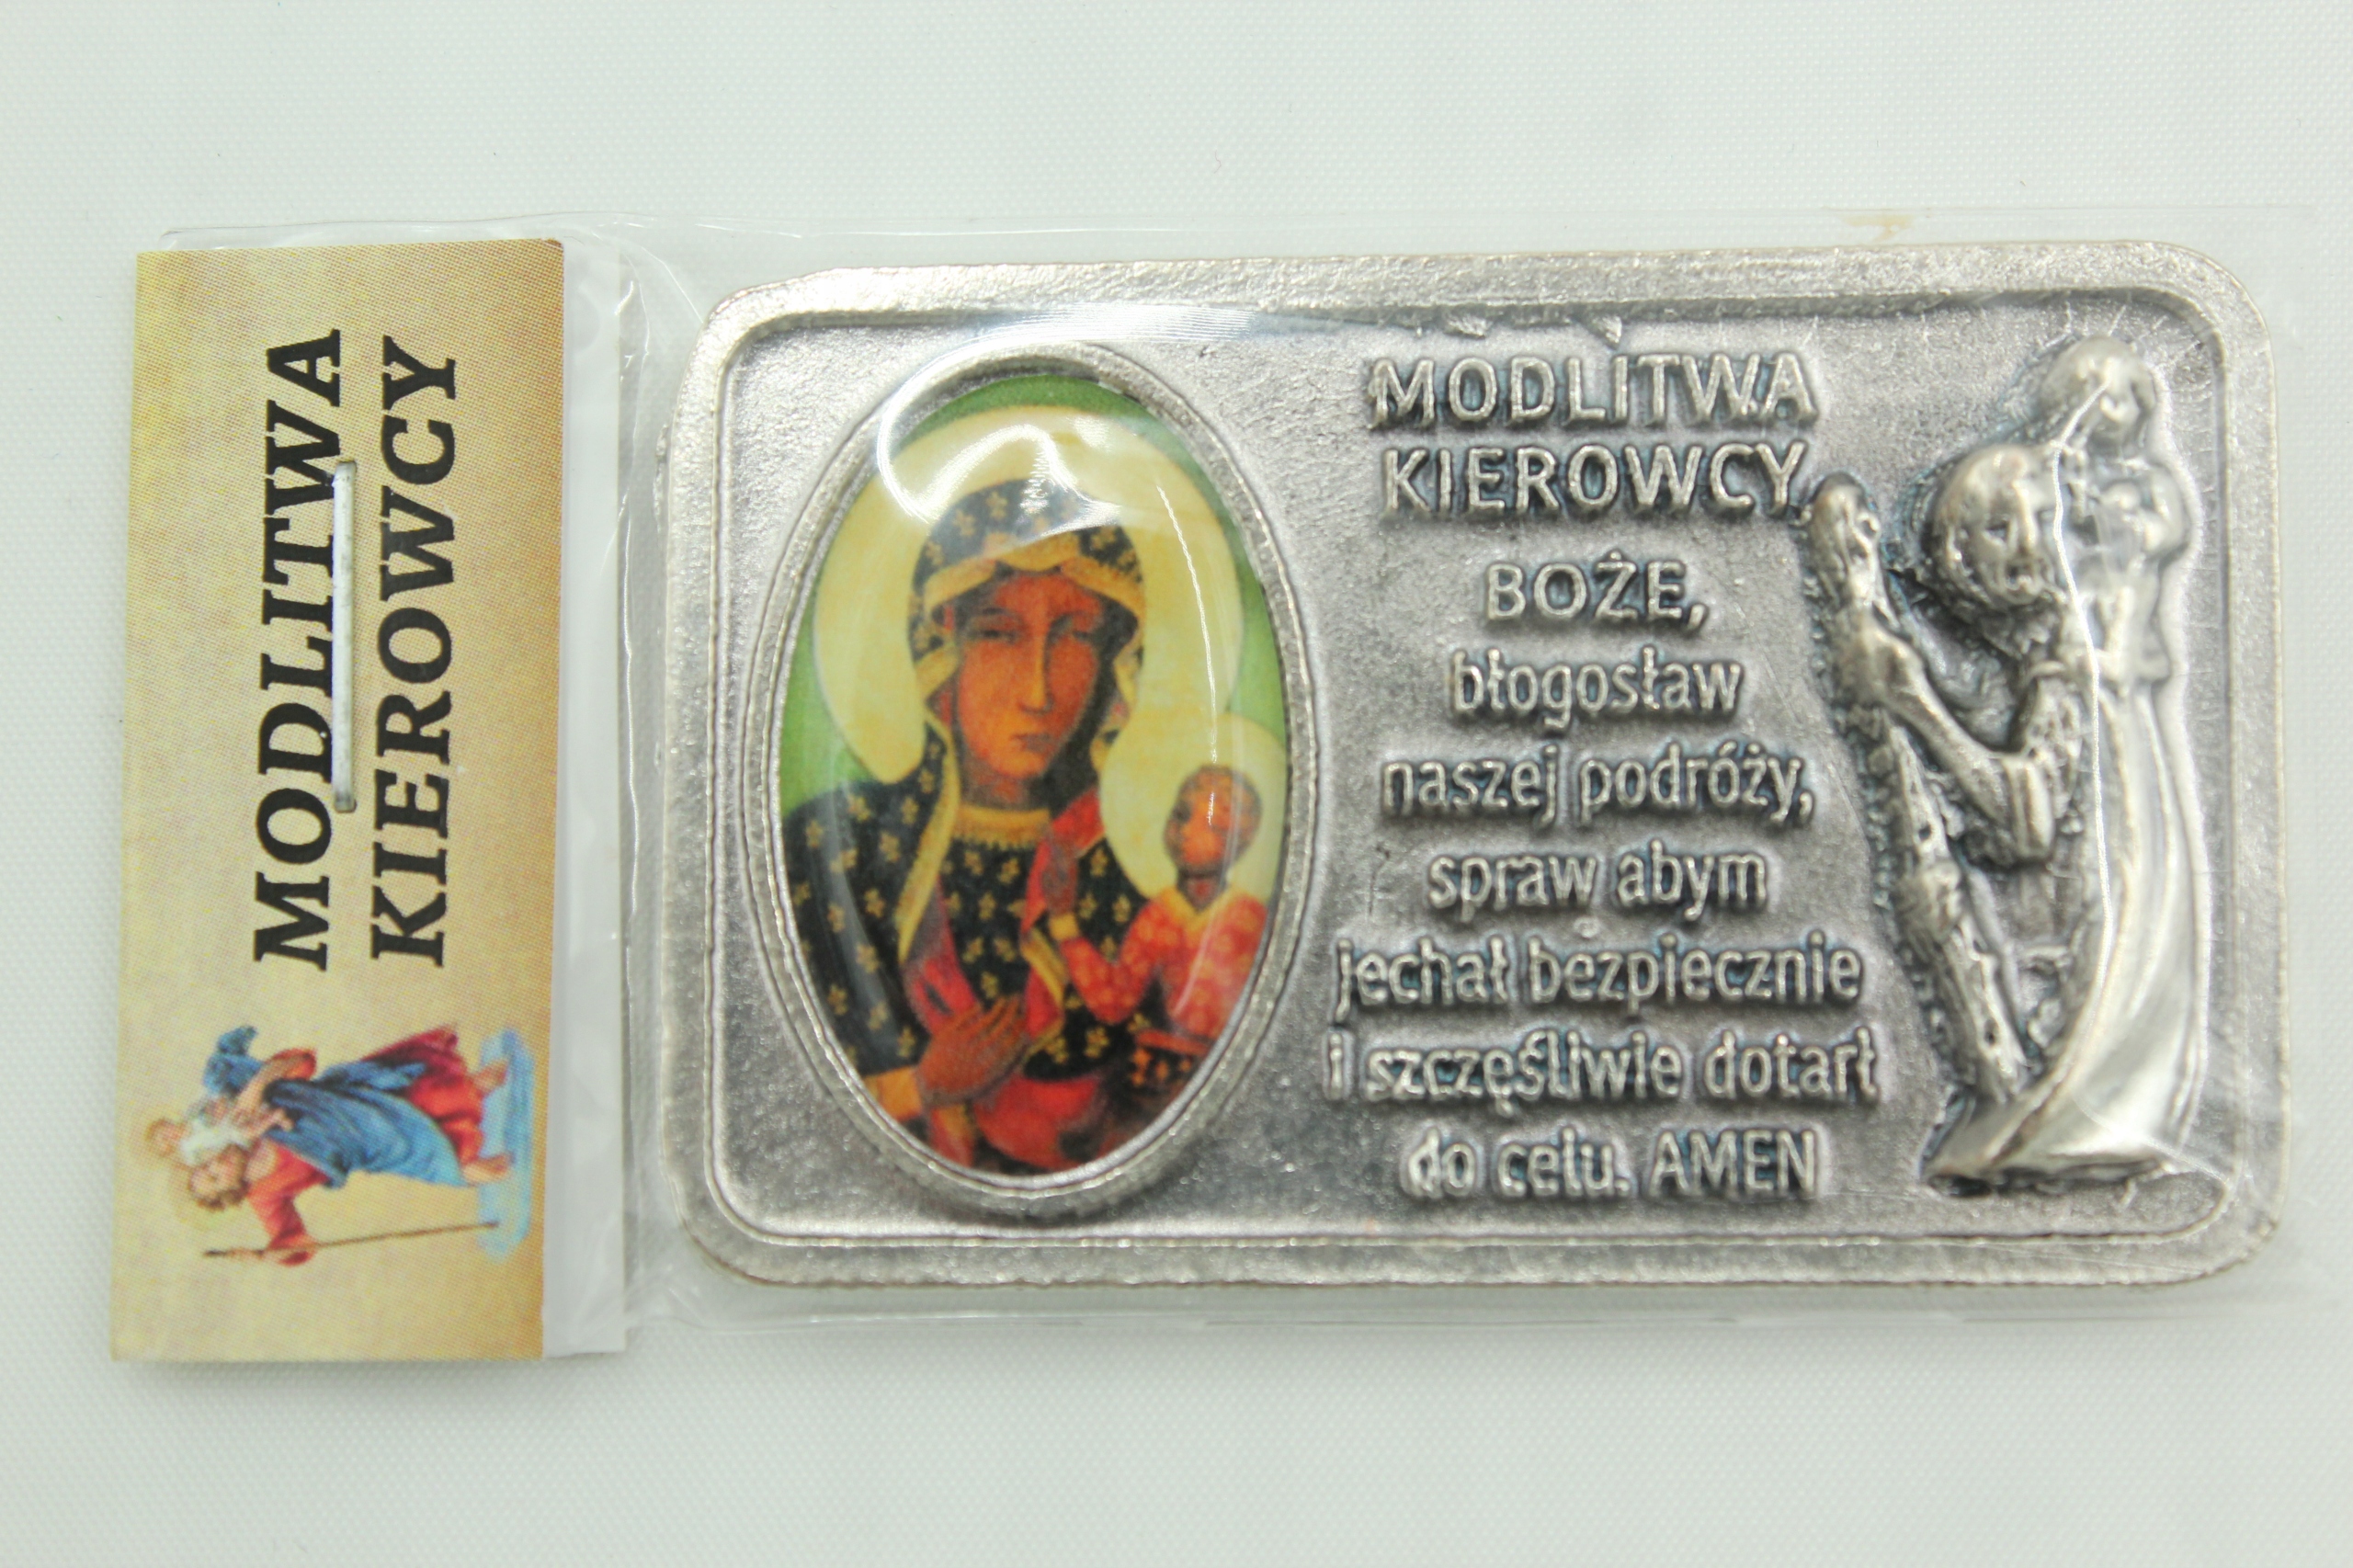 MODLITWA
KIEROWCY
MODLITWA
KIEROWCY
BOŻE,
błogosław
naszej podróży,
spraw abym
jechał bezpiecznie
i szczęśliwie dotarł
do celu. AMEN